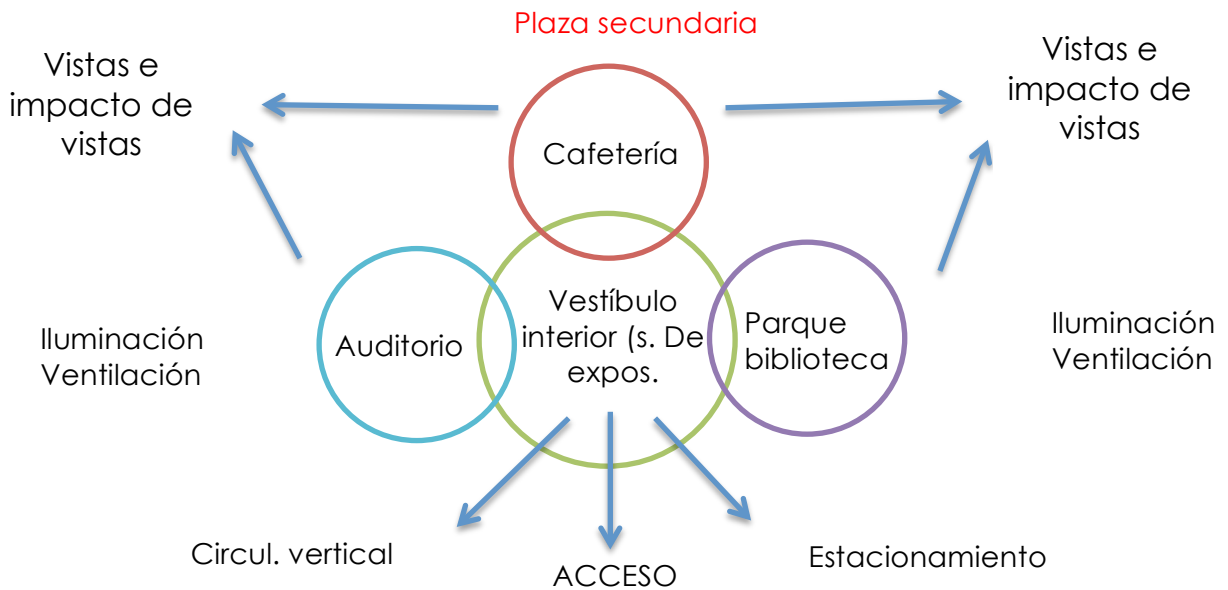 Plaza secundaria
Vistas e
impacto de
vistas
Vistas e
impacto de
vistas
Cafetería
Iluminación
Ventilación
Auditorio
Vestíbulo
interior (s. De
expos.
Parque
biblioteca
Iluminación
Ventilación
Circul. vertical
ACCESO
Estacionamiento